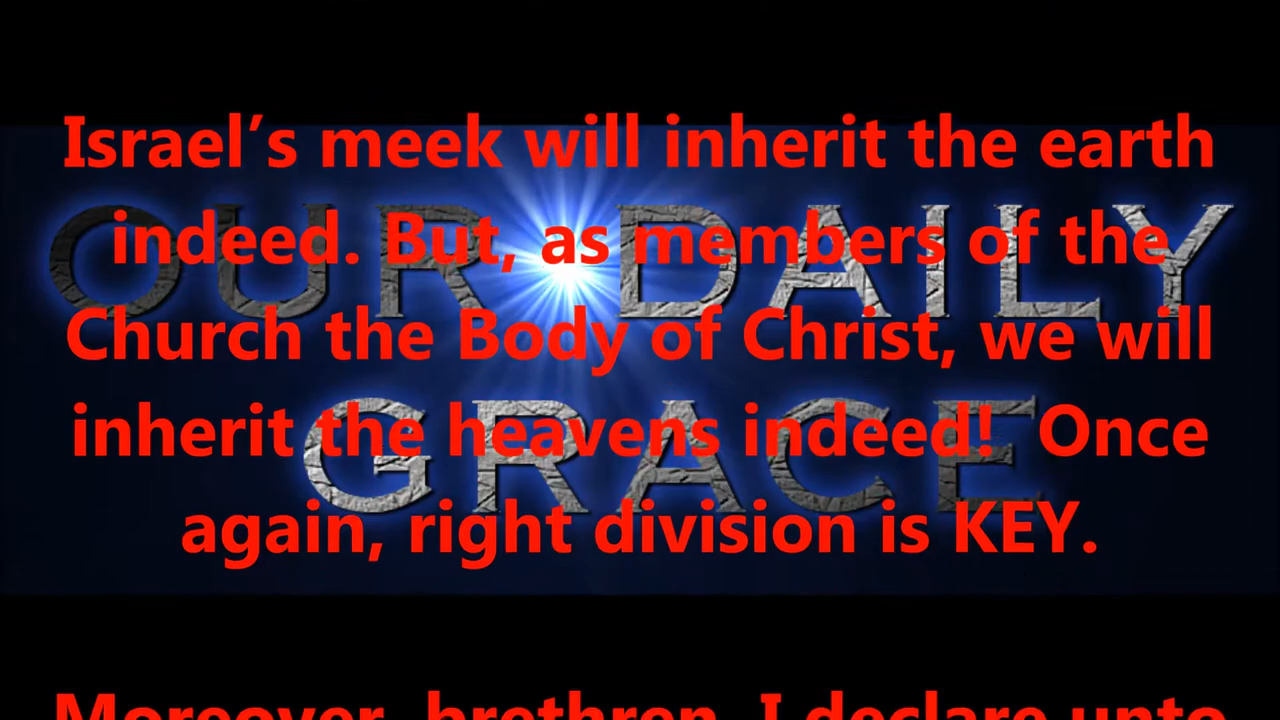 Israel’s meek will inherit the earth
indeed. But, as members of the
Church the Body of Christ, we will
inherit the heavens indeed!  Once
again, right division is KEY.
Moreover, brethren, I declare unto
OUR DAILY
GRACE